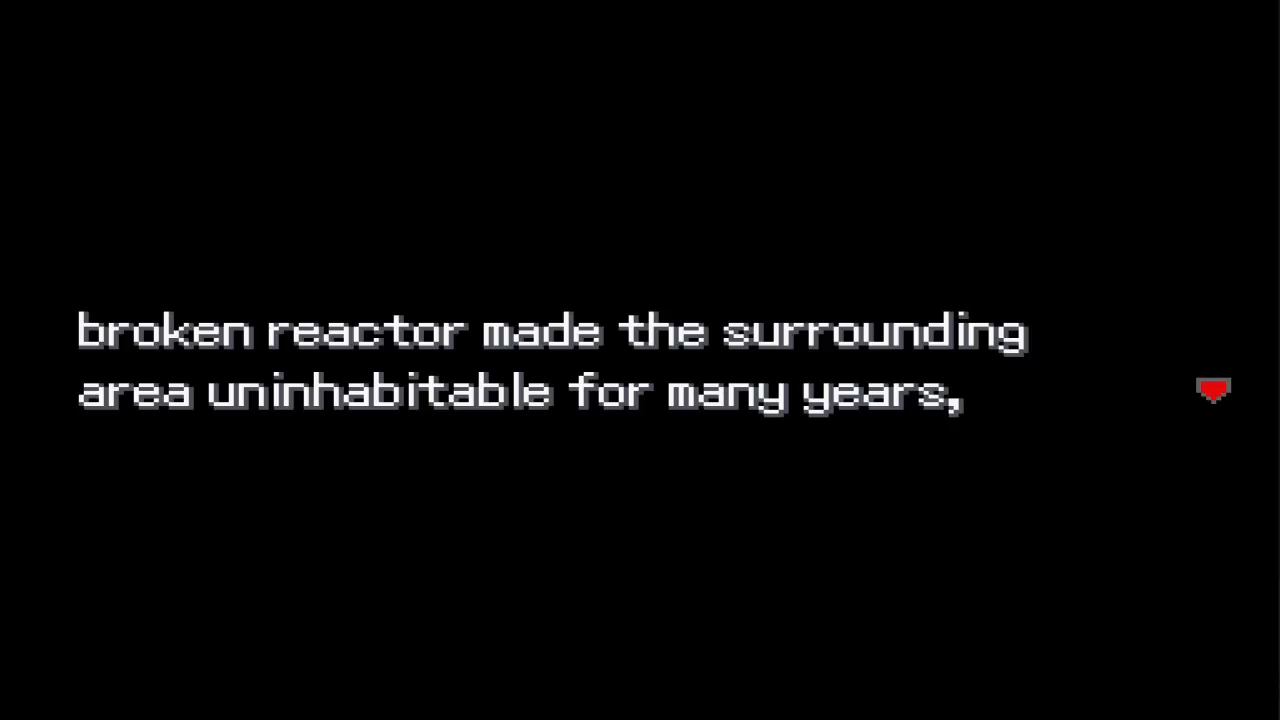 broken reactor made the surrounding
area uninhabitable for many years,